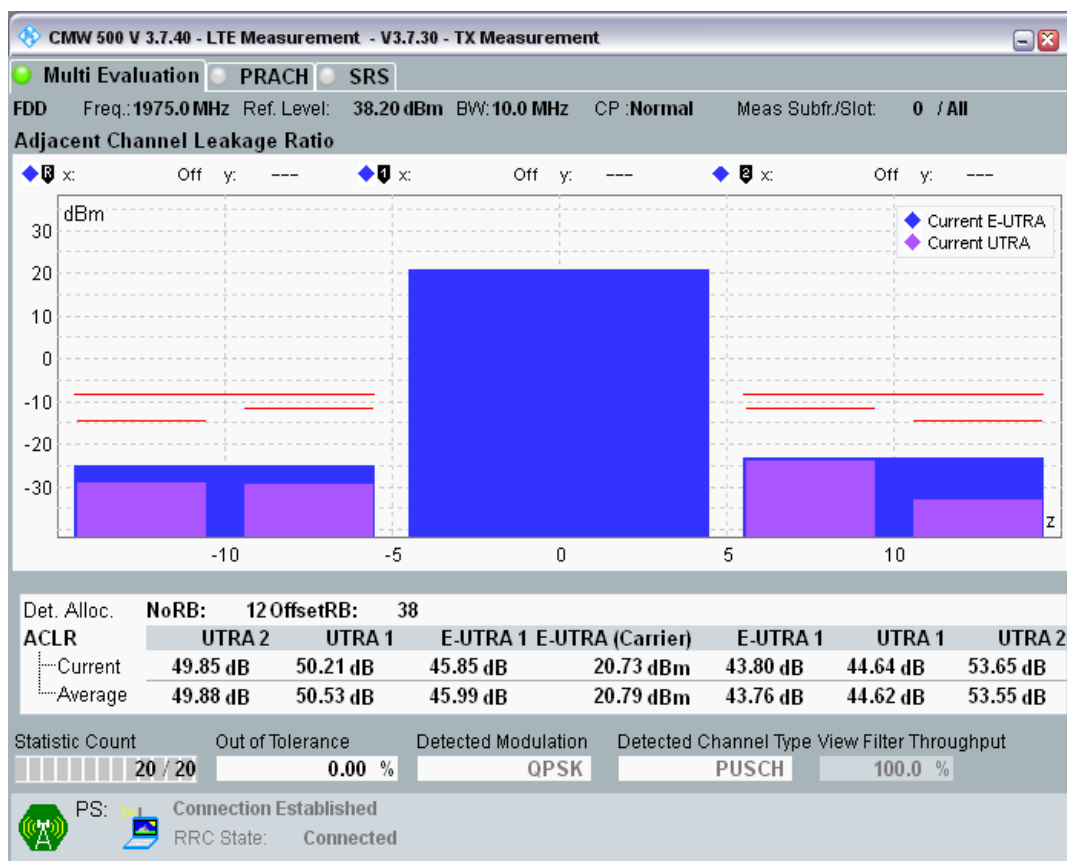 CMW 500 V 3.7.40 - LTE Measurement - V3.7.30 - TX Measurement
Multi Evaluation PRACH SRS
FDD Freq.: 1975.0 MHz Ref. Level: 38.20 dBm BW: 10.0 MHz CP :Normal Meas Subfr./Slot: 0 / All
Adjacent Channel Leakage Ratio
R x: Off y: --- 1 x: Off y: --- 2 x: Off y: ---
dBm
Current E-UTRA
Current UTRA
30
20
10
0
-10
-20
-30
z
-10 -5 0 5 10
Det. Alloc. NoRB: 12 OffsetRB: 38
ACLR UTRA 2 UTRA 1 E-UTRA 1 E-UTRA (Carrier) E-UTRA 1 UTRA 1 UTRA 2
Current 49.85 dB 50.21 dB 45.85 dB 20.73 dBm 43.80 dB 44.64 dB 53.65 dB
Average 49.88 dB 50.53 dB 45.99 dB 20.79 dBm 43.76 dB 44.62 dB 53.55 dB
Statistic Count Out of Tolerance Detected Modulation Detected Channel Type View Filter Throughput
20 / 20 0.00 % QPSK PUSCH 100.0 %
PS: Connection Established
RRC State: Connected